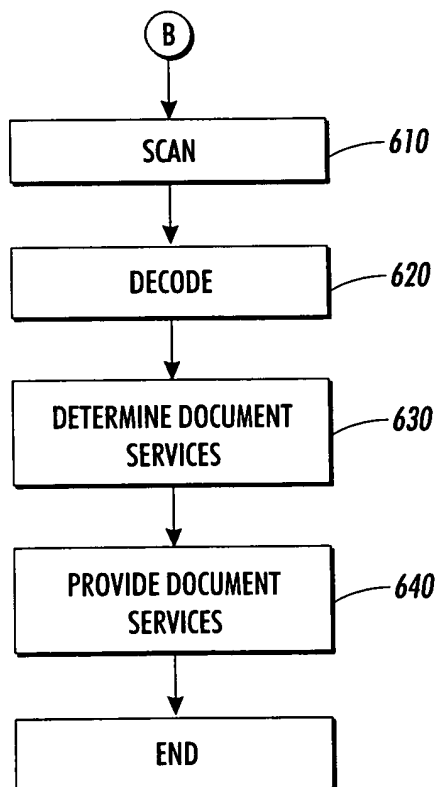 B
SCAN
610
DECODE
620
DETERMINE DOCUMENT
SERVICES
630
PROVIDE DOCUMENT
SERVICES
640
END